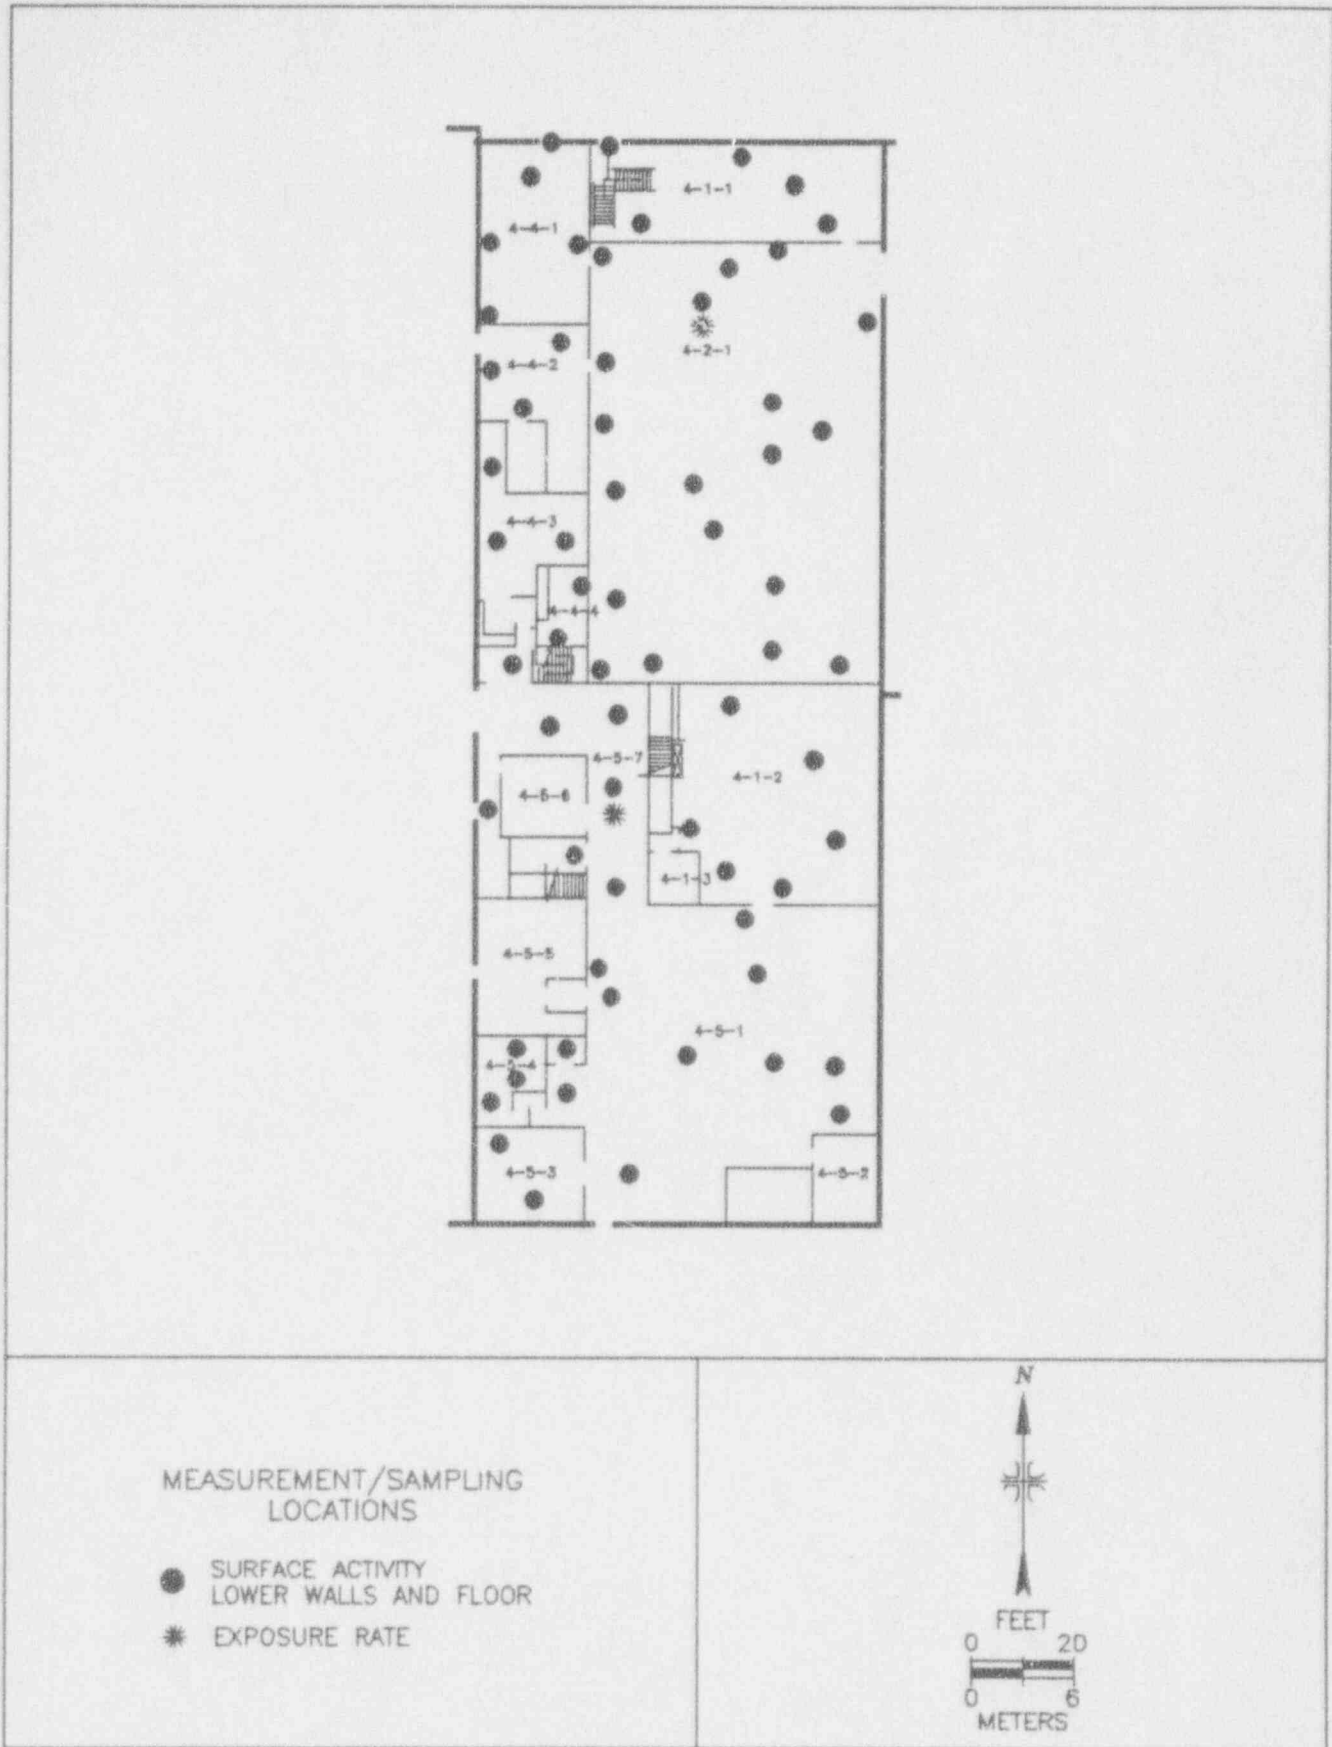 4-1-1
4-4-1
4-2-1
4-4-2
4-4-3
4-4-4
4-5-7
4-1-2
4-5-6
4-1-3
4-5-5
4-5-1
4-5-4
4-5-3
4-5-2
MEASUREMENT/SAMPLING
LOCATIONS
SURFACE ACTIVITY
LOWER WALLS AND FLOOR
EXPOSURE RATE
N
FEET
0 20
0 6
METERS